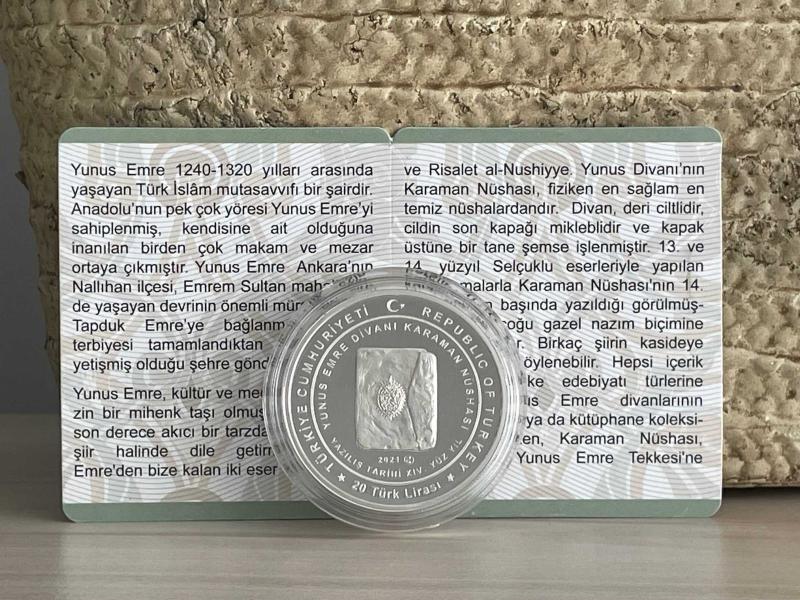 Yunus Emre 1240-1320 yılları arasında
yaşayan Türk İslâm mutasavvıfı bir şairdir.
Anadolu'nun pek çok yöresi Yunus Emre'yi
sahiplenmiş, kendisine ait olduğuna
inanılan birden çok makam ve mezar
ortaya çıkmıştır. Yunus Emre Ankara'nın
Nallıhan ilçesi, Emrem Sultan
de yaşayan devrinin önemli
Tapduk Emre'ye
terbiyesi tamamlandıktan
yetişmiş olduğu şehre
Yunus Emre, kültür ve
zin bir mihenk taşı
son derece akıcı bir tarzda
şiir halinde dile
Emre'den bize kalan iki eser
ve Risalet al-Nushiyye. Yunus Divanı'nın
Karaman Nüshası, fiziken en sağlam en
temiz nüshalardandır. Divan, deri ciltlidir,
cildin son kapağı mikleblidir ve kapak
üstüne bir tane şemse işlenmiştir. 13. ve
14. yüzyıl Selçuklu eserleriyle yapılan
Karaman Nüshası'nın 14.
başında yazıldığı görülmüş-
gazel nazım biçimine
Birkaç şiirin kasideye
Hepsi içerik
edebiyatı türlerine
Emre divanlarının
da kütüphane koleksi-
Karaman Nüshası,
Yunus Emre Tekkesi'ne
TÜRKİYE CUMHURİYETİ REPUBLIC OF TURKEY
YUNUS EMRE DİVANI KARAMAN NÜSHASI
2021
YAZILIŞ TARİHİ XIV. YÜZYIL
20 Türk Lirası